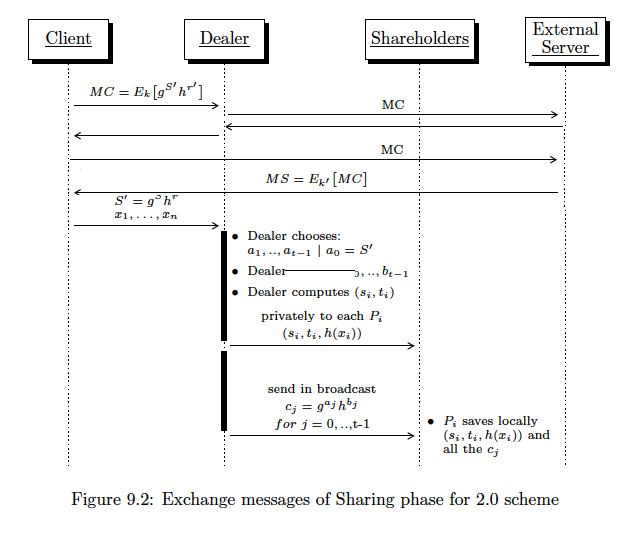 Client
Dealer
Shareholders
External
Server
MC = E_k[g^{S'} h^{r'}]
MC
MC
MS = E_{k'}[MC]
S' = g^S h^r
x_1, . . . , x_n
• Dealer chooses:
a_1, .., a_{t−1} | a_0 = S'
• Dealer , .., b_{t−1}
• Dealer computes (s_i, t_i)
privately to each P_i
(s_i, t_i, h(x_i))
send in broadcast
c_j = g^{a_j} h^{b_j}
for j = 0, ..,t-1
• P_i saves locally
(s_i, t_i, h(x_i)) and
all the c_j
Figure 9.2: Exchange messages of Sharing phase for 2.0 scheme